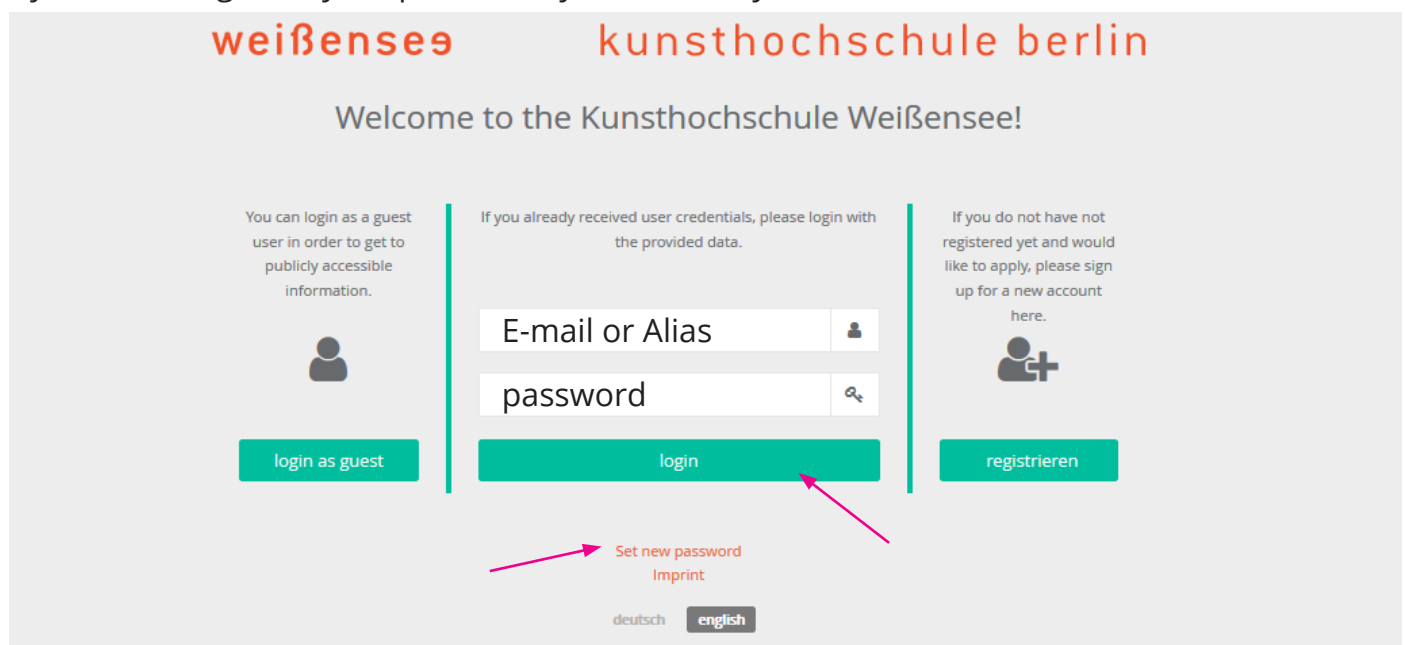 weißensee kunsthochschule berlin
Welcome to the Kunsthochschule Weißensee!
You can login as a guest
user in order to get to
publicly accessible
information.
login as guest
If you already received user credentials, please login with
the provided data.
E-mail or Alias
password
login
If you do not have not
registered yet and would
like to apply, please sign
up for a new account
here.
registrieren
Set new password
Imprint
deutsch english